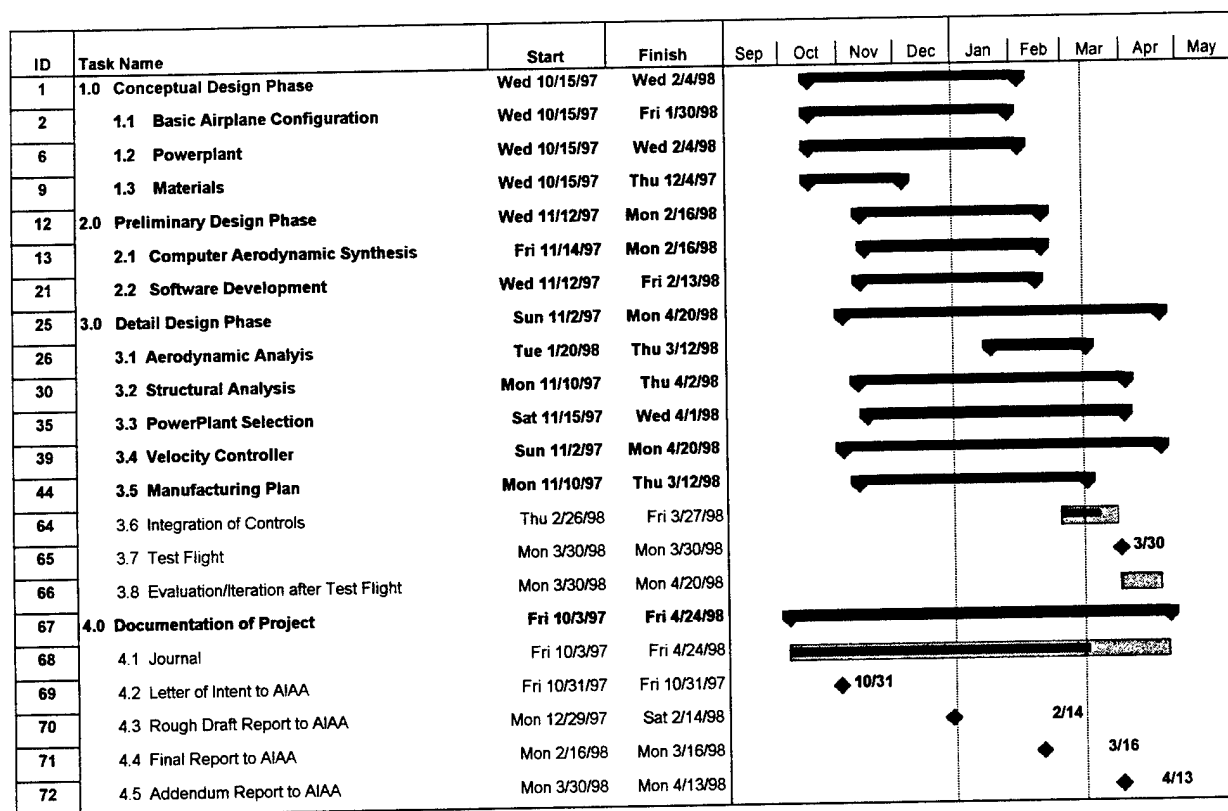 ID Task Name Start Finish Sep Oct Nov Dec Jan Feb Mar Apr May
1 1.0 Conceptual Design Phase Wed 10/15/97 Wed 2/4/98
2 1.1 Basic Airplane Configuration Wed 10/15/97 Fri 1/30/98
6 1.2 Powerplant Wed 10/15/97 Wed 2/4/98
9 1.3 Materials Wed 10/15/97 Thu 12/4/97
12 2.0 Preliminary Design Phase Wed 11/12/97 Mon 2/16/98
13 2.1 Computer Aerodynamic Synthesis Fri 11/14/97 Mon 2/16/98
21 2.2 Software Development Wed 11/12/97 Fri 2/13/98
25 3.0 Detail Design Phase Sun 11/2/97 Mon 4/20/98
26 3.1 Aerodynamic Analyis Tue 1/20/98 Thu 3/12/98
30 3.2 Structural Analysis Mon 11/10/97 Thu 4/2/98
35 3.3 PowerPlant Selection Sat 11/15/97 Wed 4/1/98
39 3.4 Velocity Controller Sun 11/2/97 Mon 4/20/98
44 3.5 Manufacturing Plan Mon 11/10/97 Thu 3/12/98
64 3.6 Integration of Controls Thu 2/26/98 Fri 3/27/98
65 3.7 Test Flight Mon 3/30/98 Mon 3/30/98 3/30
66 3.8 Evaluation/Iteration after Test Flight Mon 3/30/98 Mon 4/20/98
67 4.0 Documentation of Project Fri 10/3/97 Fri 4/24/98
68 4.1 Journal Fri 10/3/97 Fri 4/24/98
69 4.2 Letter of Intent to AIAA Fri 10/31/97 Fri 10/31/97 10/31
70 4.3 Rough Draft Report to AIAA Mon 12/29/97 Sat 2/14/98 2/14
71 4.4 Final Report to AIAA Mon 2/16/98 Mon 3/16/98 3/16
72 4.5 Addendum Report to AIAA Mon 3/30/98 Mon 4/13/98 4/13